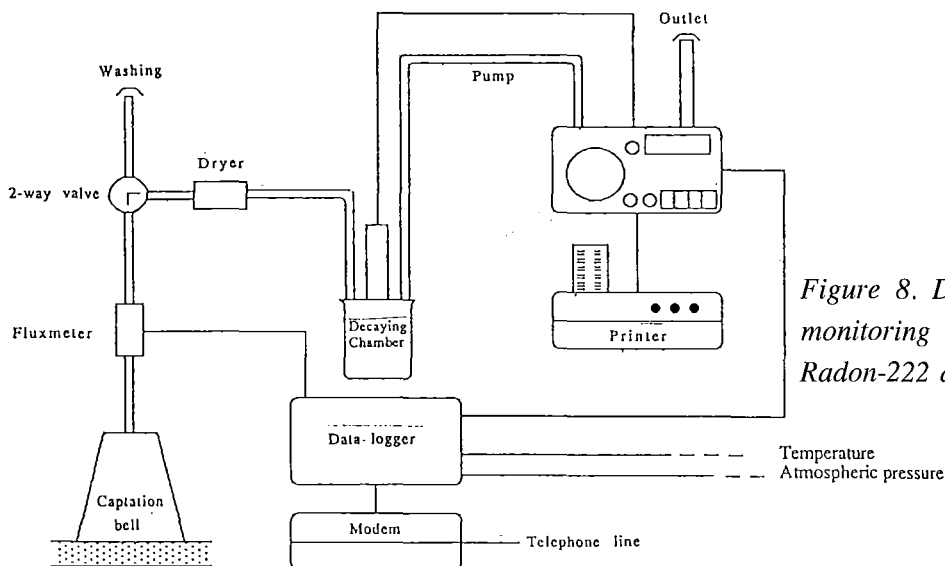 Outlet
Washing
Pump
Dryer
2-way valve
Fluxmeter
Decaying
Chamber
Printer
Figure 8. D
monitoring
Radon-222 a
Data-logger
Temperature
Atmospheric pressure
Captation
bell
Modem
Telephone line